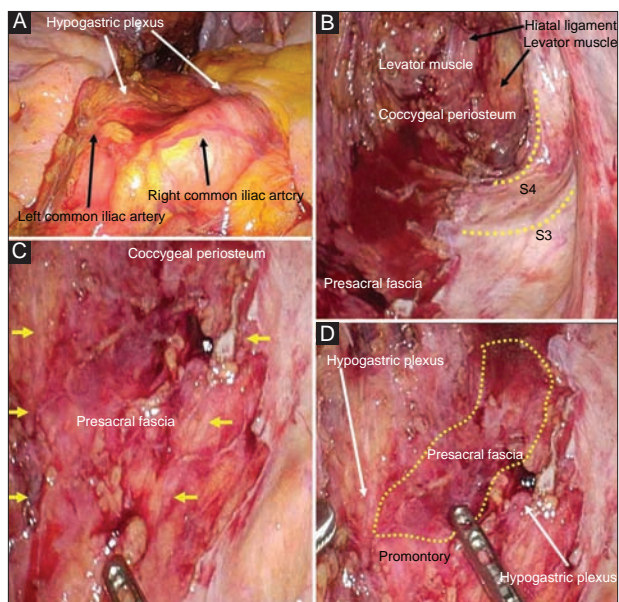 A
Hypogastric plexus
Right common iliac artcry
Left common iliac artery
B
Hiatal ligament
Levator muscle
Levator muscle
Coccygeal periosteum
S4
S3
Presacral fascia
C
Coccygeal periosteum
Presacral fascia
D
Hypogastric plexus
Presacral fascia
Promontory
Hypogastric plexus